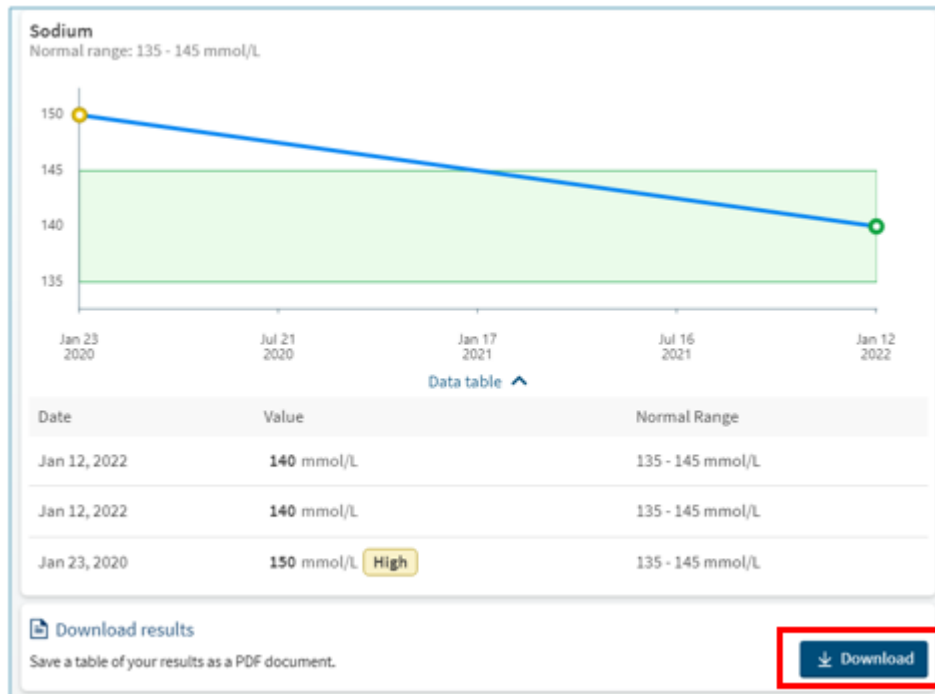 Sodium
Normal range: 135 - 145 mmol/L
150
145
140
135
Jan 23 2020
Jul 21 2020
Jan 17 2021
Jul 16 2021
Jan 12 2022
Data table
Date Value Normal Range
Jan 12, 2022 140 mmol/L 135 - 145 mmol/L
Jan 12, 2022 140 mmol/L 135 - 145 mmol/L
Jan 23, 2020 150 mmol/L High 135 - 145 mmol/L
Download results
Save a table of your results as a PDF document.
Download